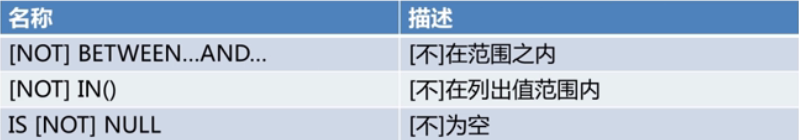 名称 描述
[NOT] BETWEEN...AND... [不]在范围之内
[NOT] IN() [不]在列出值范围内
IS [NOT] NULL [不]为空